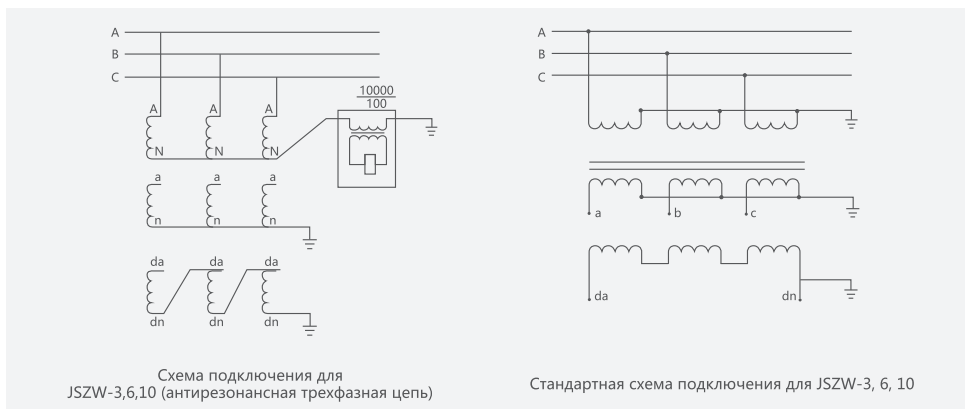 A
B
C
A A A
10000
100
N N N
a a a
n n n
da da da
dn dn dn
Схема подключения для
JSZW-3,6,10 (антирезонансная трехфазная цепь)
A
B
C
a b c
da dn
Стандартная схема подключения для JSZW-3, 6, 10